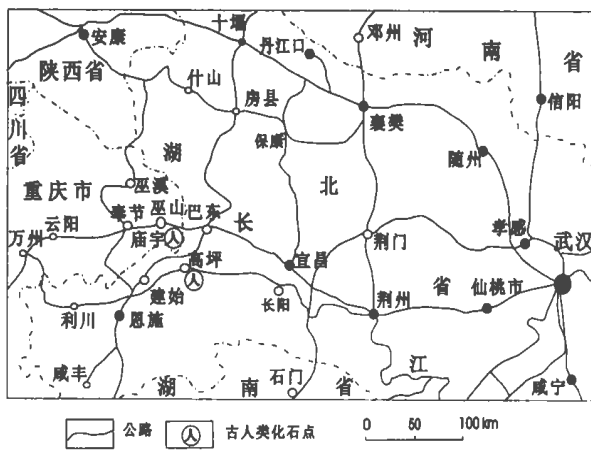 十堰
安康
丹江口
邓州
河南省
陕西省
什山
房县
襄樊
信阳
四川省
保康
随州
湖北省
重庆市
巫溪
奉节
巫山
巴东
长江
云阳
万州
庙宇
人
宜昌
荆门
孝感
武汉
高坪
人
建始
长阳
荆州
仙桃市
利川
恩施
咸丰
湖南省
石门
咸宁
公路
人
古人类化石点
0 50 100km